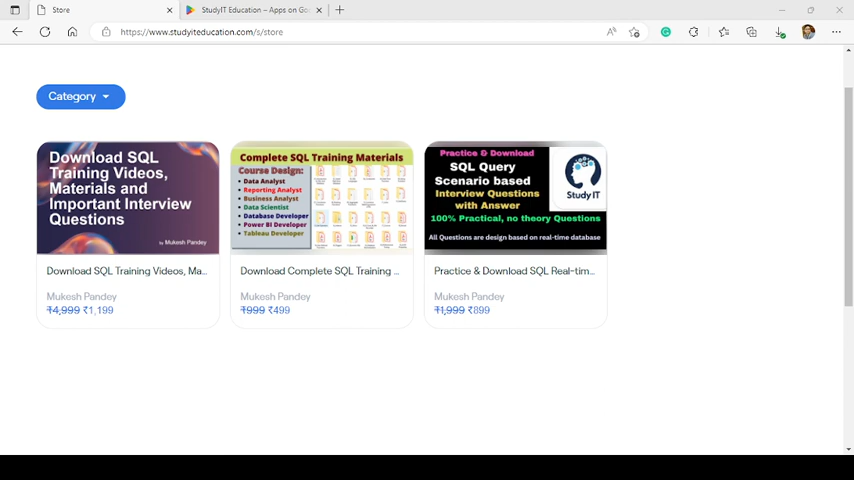 Store
StudyIT Education – Apps on Go
https://www.studyiteducation.com/s/store
Category
Download SQL
Training Videos,
Materials and
Important Interview
Questions
by Mukesh Pandey
Download SQL Training Videos, Ma...
Mukesh Pandey
₹4,999 ₹1,199
Complete SQL Training Materials
Course Design:
• Data Analyst
• Reporting Analyst
• Business Analyst
• Data Scientist
• Database Developer
• Power BI Developer
• Tableau Developer
Download Complete SQL Training ...
Mukesh Pandey
₹999 ₹499
Practice & Download
SQL Query
Scenario based
Interview Questions
with Answer
100% Practical, no theory Questions
All Questions are design based on real-time database
Study IT
Practice & Download SQL Real-tim...
Mukesh Pandey
₹1,999 ₹899